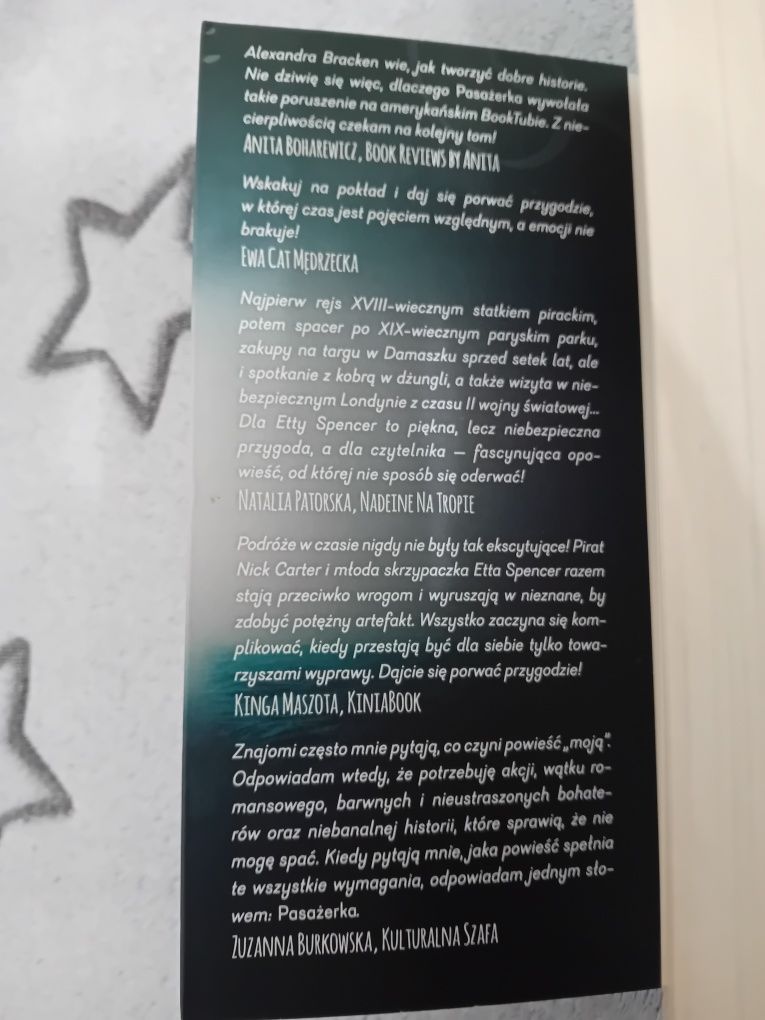 Alexandra Bracken wie, jak tworzyć dobre historie.
Nie dziwię się więc, dlaczego Pasażerka wywołała
takie poruszenie na amerykańskim BookTubie. Z nie-
cierpliwością czekam na kolejny tom!
ANITA BOHAREWICZ, BOOK REVIEWS BY ANITA
Wskakuj na pokład i daj się porwać przygodzie,
w której czas jest pojęciem względnym, a emocji nie
brakuje!
EWA CAT MĘDRZECKA
Najpierw rejs XVIII-wiecznym statkiem pirackim,
potem spacer po XIX-wiecznym paryskim parku,
zakupy na targu w Damaszku sprzed setek lat, ale
i spotkanie z kobrą w dżungli, a także wizyta w nie-
bezpiecznym Londynie z czasu II wojny światowej...
Dla Etty Spencer to piękna, lecz niebezpieczna
przygoda, a dla czytelnika – fascynująca opo-
wieść, od której nie sposób się oderwać!
NATALIA PATORSKA, NADEINE NA TROPIE
Podróże w czasie nigdy nie były tak ekscytujące! Pirat
Nick Carter i młoda skrzypaczka Etta Spencer razem
stają przeciwko wrogom i wyruszają w nieznane, by
zdobyć potężny artefakt. Wszystko zaczyna się kom-
plikować, kiedy przestają być dla siebie tylko towa-
rzyszami wyprawy. Dajcie się porwać przygodzie!
KINGA MASZOTA, KINIABOOK
Znajomi często mnie pytają, co czyni powieść „moją”.
Odpowiadam wtedy, że potrzebuję akcji, wątku ro-
mansowego, barwnych i nieustraszonych bohate-
rów oraz niebanalnej historii, które sprawią, że nie
mogę spać. Kiedy pytają mnie, jaka powieść spełnia
te wszystkie wymagania, odpowiadam jednym sło-
wem: Pasażerka.
ZUZANNA BURKOWSKA, KULTURALNA SZAFA